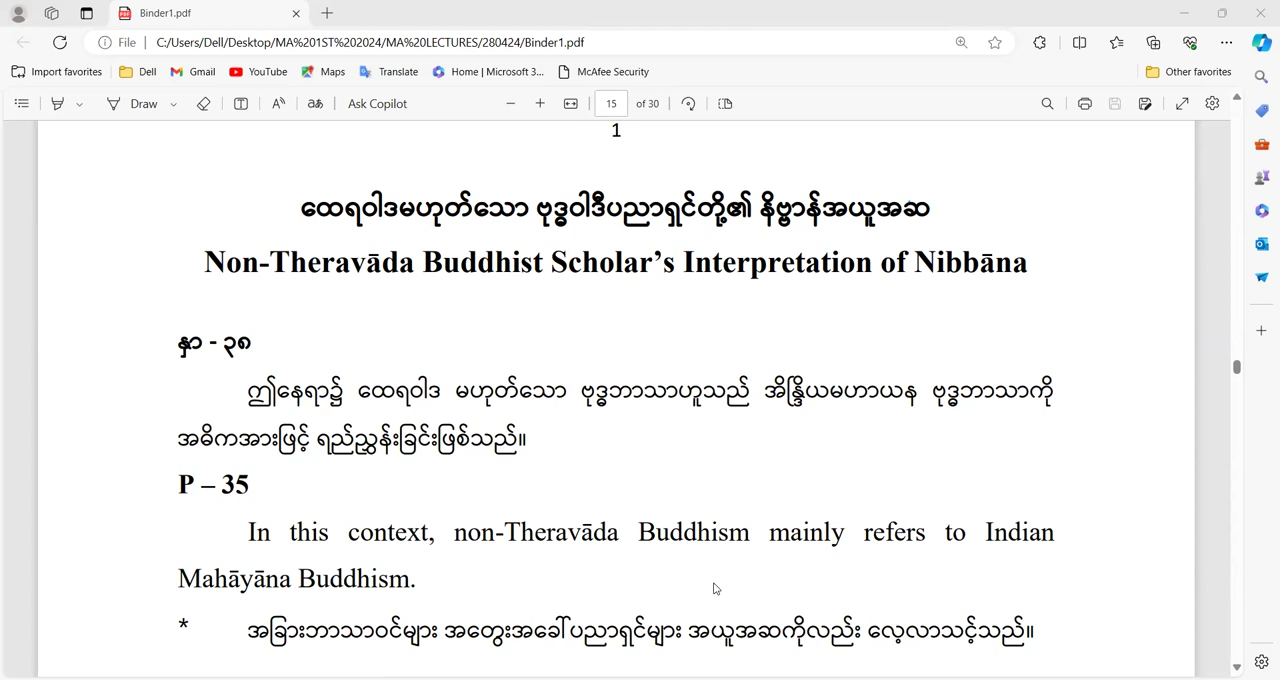 Binder1.pdf
File
C:/Users/Dell/Desktop/MA%201ST%202024/MA%20LECTURES/280424/Binder1.pdf
Import favorites Dell Gmail YouTube Maps Translate Home | Microsoft 3... McAfee Security Other favorites
Draw Ask Copilot 15 of 30
1
ထေရဝါဒမဟုတ်သော ဗုဒ္ဓဝါဒီပညာရှင်တို့၏ နိဗ္ဗာန်အယူအဆ
Non-Theravāda Buddhist Scholar’s Interpretation of Nibbāna
နှာ - ၃၈
ဤနေရာ၌ ထေရဝါဒ မဟုတ်သော ဗုဒ္ဓဘာသာဟူသည် အိန္ဒြိယမဟာယန ဗုဒ္ဓဘာသာကို
အဓိကအားဖြင့် ရည်ညွှန်းခြင်းဖြစ်သည်။
P – 35
In this context, non-Theravāda Buddhism mainly refers to Indian
Mahāyāna Buddhism.
* အခြားဘာသာဝင်များ အတွေးအခေါ်ပညာရှင်များ အယူအဆကိုလည်း လေ့လာသင့်သည်။